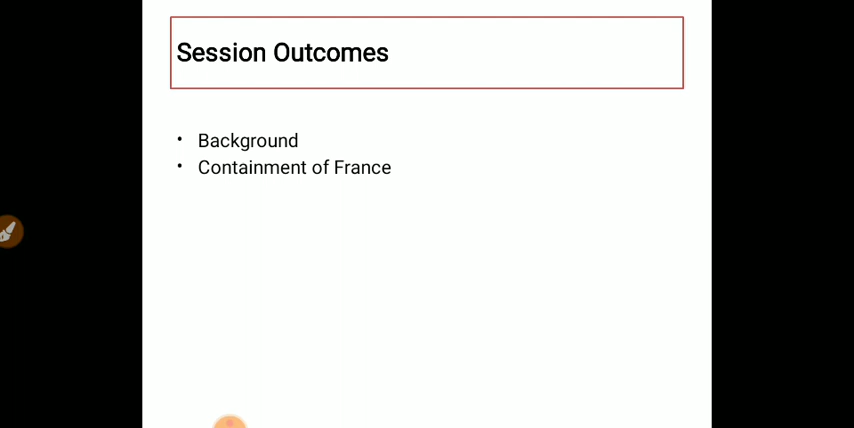 Session Outcomes
• Background
• Containment of France